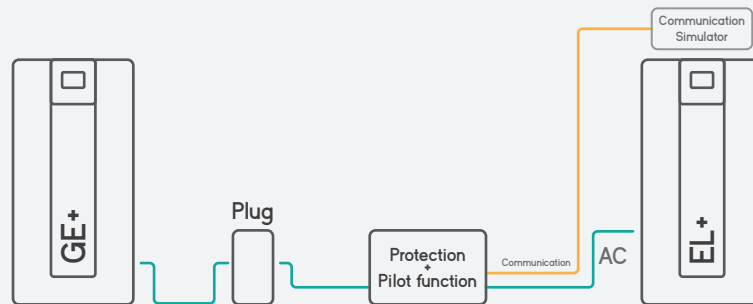 Communication
Simulator
GE+
Plug
Protection
+
Pilot function
Communication
AC
EL+